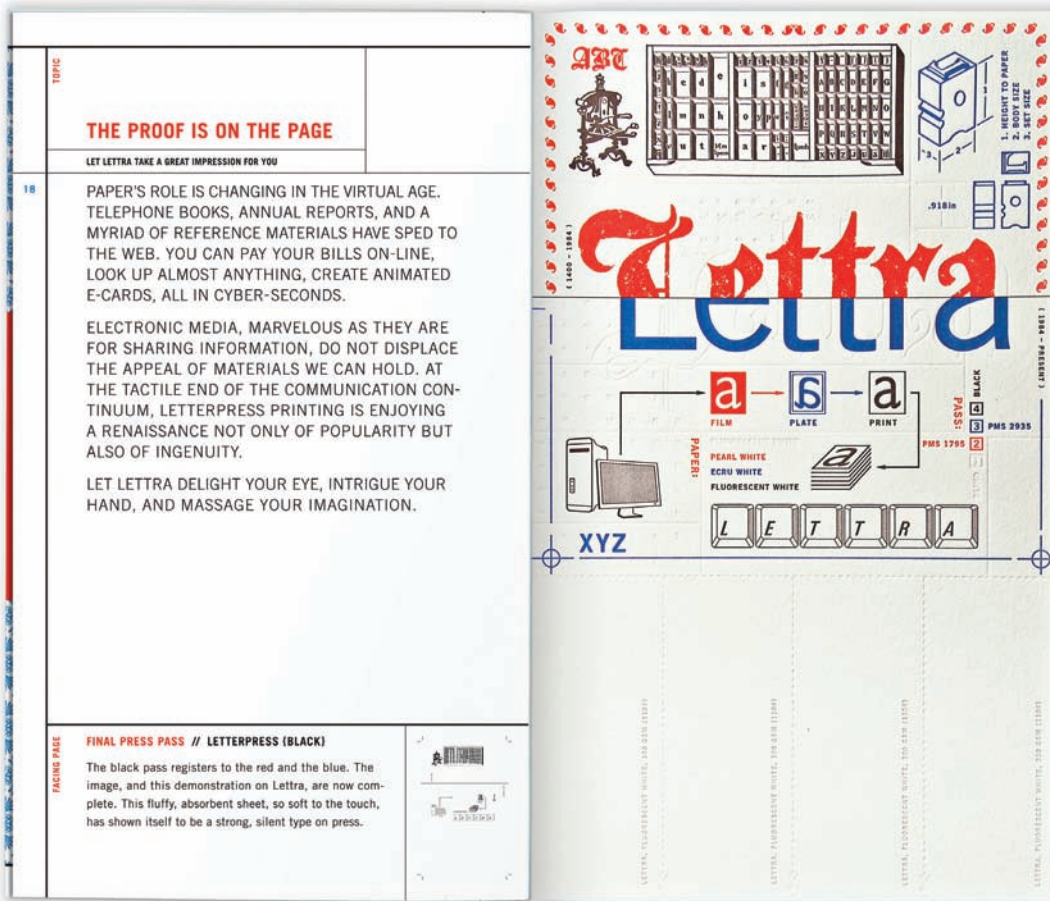 TOPIC
THE PROOF IS ON THE PAGE
LET LETTRA TAKE A GREAT IMPRESSION FOR YOU
18
PAPER'S ROLE IS CHANGING IN THE VIRTUAL AGE.
TELEPHONE BOOKS, ANNUAL REPORTS, AND A
MYRIAD OF REFERENCE MATERIALS HAVE SPED TO
THE WEB. YOU CAN PAY YOUR BILLS ON-LINE,
LOOK UP ALMOST ANYTHING, CREATE ANIMATED
E-CARDS, ALL IN CYBER-SECONDS.
ELECTRONIC MEDIA, MARVELOUS AS THEY ARE
FOR SHARING INFORMATION, DO NOT DISPLACE
THE APPEAL OF MATERIALS WE CAN HOLD. AT
THE TACTILE END OF THE COMMUNICATION CON-
TINUUM, LETTERPRESS PRINTING IS ENJOYING
A RENAISSANCE NOT ONLY OF POPULARITY BUT
ALSO OF INGENUITY.
LET LETTRA DELIGHT YOUR EYE, INTRIGUE YOUR
HAND, AND MASSAGE YOUR IMAGINATION.
FACING PAGE
FINAL PRESS PASS // LETTERPRESS (BLACK)
The black pass registers to the red and the blue. The
image, and this demonstration on Lettra, are now com-
plete. This fluffy, absorbent sheet, so soft to the touch,
has shown itself to be a strong, silent type on press.
1. HEIGHT TO PAPER
2. BODY SIZE
3. SET SIZE
1
2
3
.918in
(1400 - 1984)
Lettra
(1984 - PRESENT)
a
a
a
FILM
PLATE
PRINT
PASS:
4 BLACK
3 PMS 2935
PMS 1795 2
PAPER:
PEARL WHITE
ECRU WHITE
FLUORESCENT WHITE
a
L E T T R A
XYZ